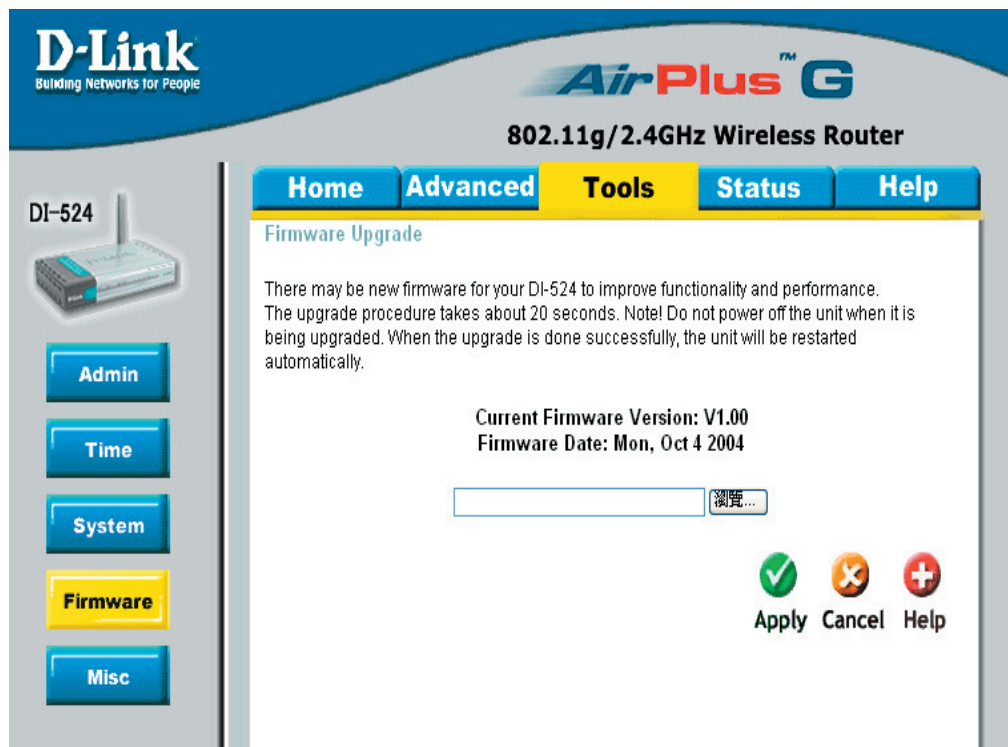 D-Link
Building Networks for People
AirPlus G
TM
802.11g/2.4GHz Wireless Router
DI-524
Home
Advanced
Tools
Status
Help
Firmware Upgrade
There may be new firmware for your DI-524 to improve functionality and performance.
The upgrade procedure takes about 20 seconds. Note! Do not power off the unit when it is
being upgraded. When the upgrade is done successfully, the unit will be restarted
automatically.
Current Firmware Version: V1.00
Firmware Date: Mon, Oct 4 2004
瀏覽...
Apply
Cancel
Help
Admin
Time
System
Firmware
Misc